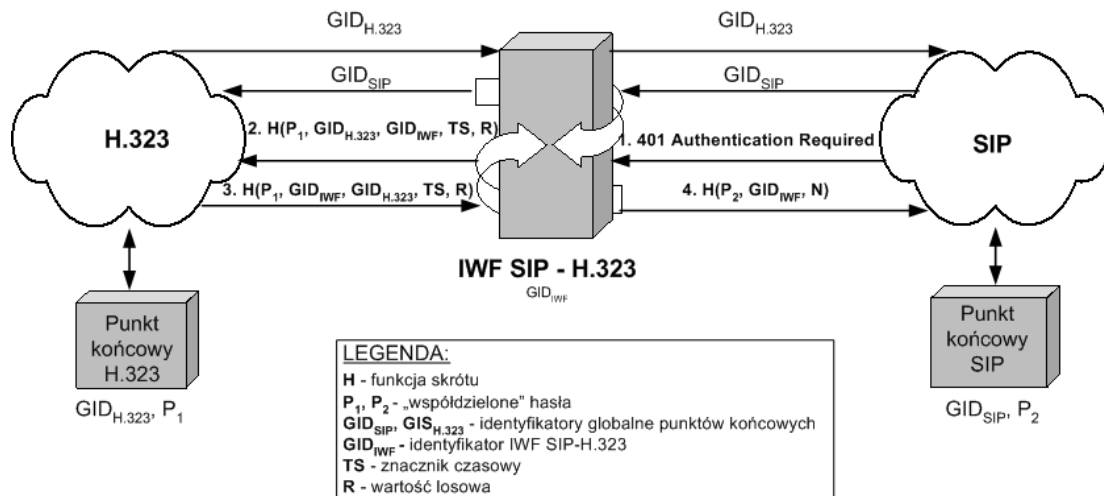 GID_H.323
GID_H.323
GID_SIP
GID_SIP
H.323
2. H(P_1, GID_H.323, GID_IWF, TS, R)
1. 401 Authentication Required
SIP
3. H(P_1, GID_IWF, GID_H.323, TS, R)
4. H(P_2, GID_IWF, N)
IWF SIP - H.323
GID_IWF
Punkt
końcowy
H.323
GID_H.323, P_1
Punkt
końcowy
SIP
GID_SIP, P_2
LEGENDA:
H - funkcja skrótu
P_1, P_2 - „współdzielone” hasła
GID_SIP, GIS_H.323 - identyfikatory globalne punktów końcowych
GID_IWF - identyfikator IWF SIP-H.323
TS - znacznik czasowy
R - wartość losowa